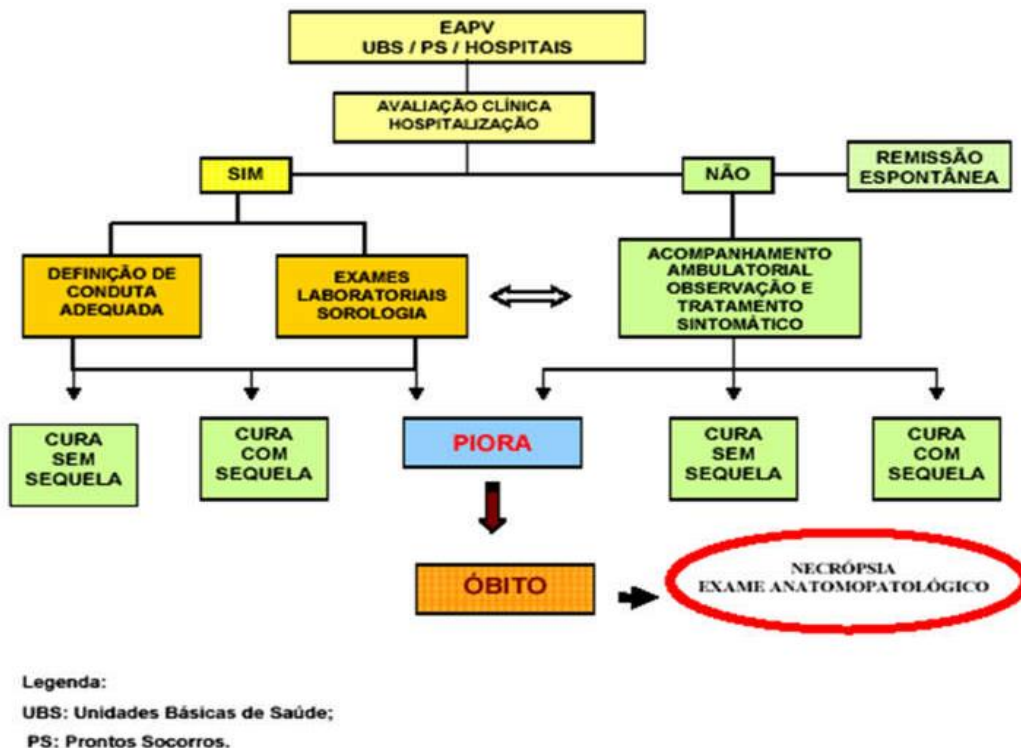 EAPV
UBS / PS / HOSPITAIS
AVALIAÇÃO CLÍNICA
HOSPITALIZAÇÃO
SIM
NÃO
REMISSÃO
ESPONTÂNEA
DEFINIÇÃO DE
CONDUTA
ADEQUADA
EXAMES
LABORATORIAIS
SOROLOGIA
ACOMPANHAMENTO
AMBULATORIAL
OBSERVAÇÃO E
TRATAMENTO
SINTOMÁTICO
CURA
SEM
SEQUELA
CURA
COM
SEQUELA
PIORA
CURA
SEM
SEQUELA
CURA
COM
SEQUELA
ÓBITO
NECRÓPSIA
EXAME ANATOMOPATOLÓGICO
Legenda:
UBS: Unidades Básicas de Saúde;
PS: Prontos Socorros.